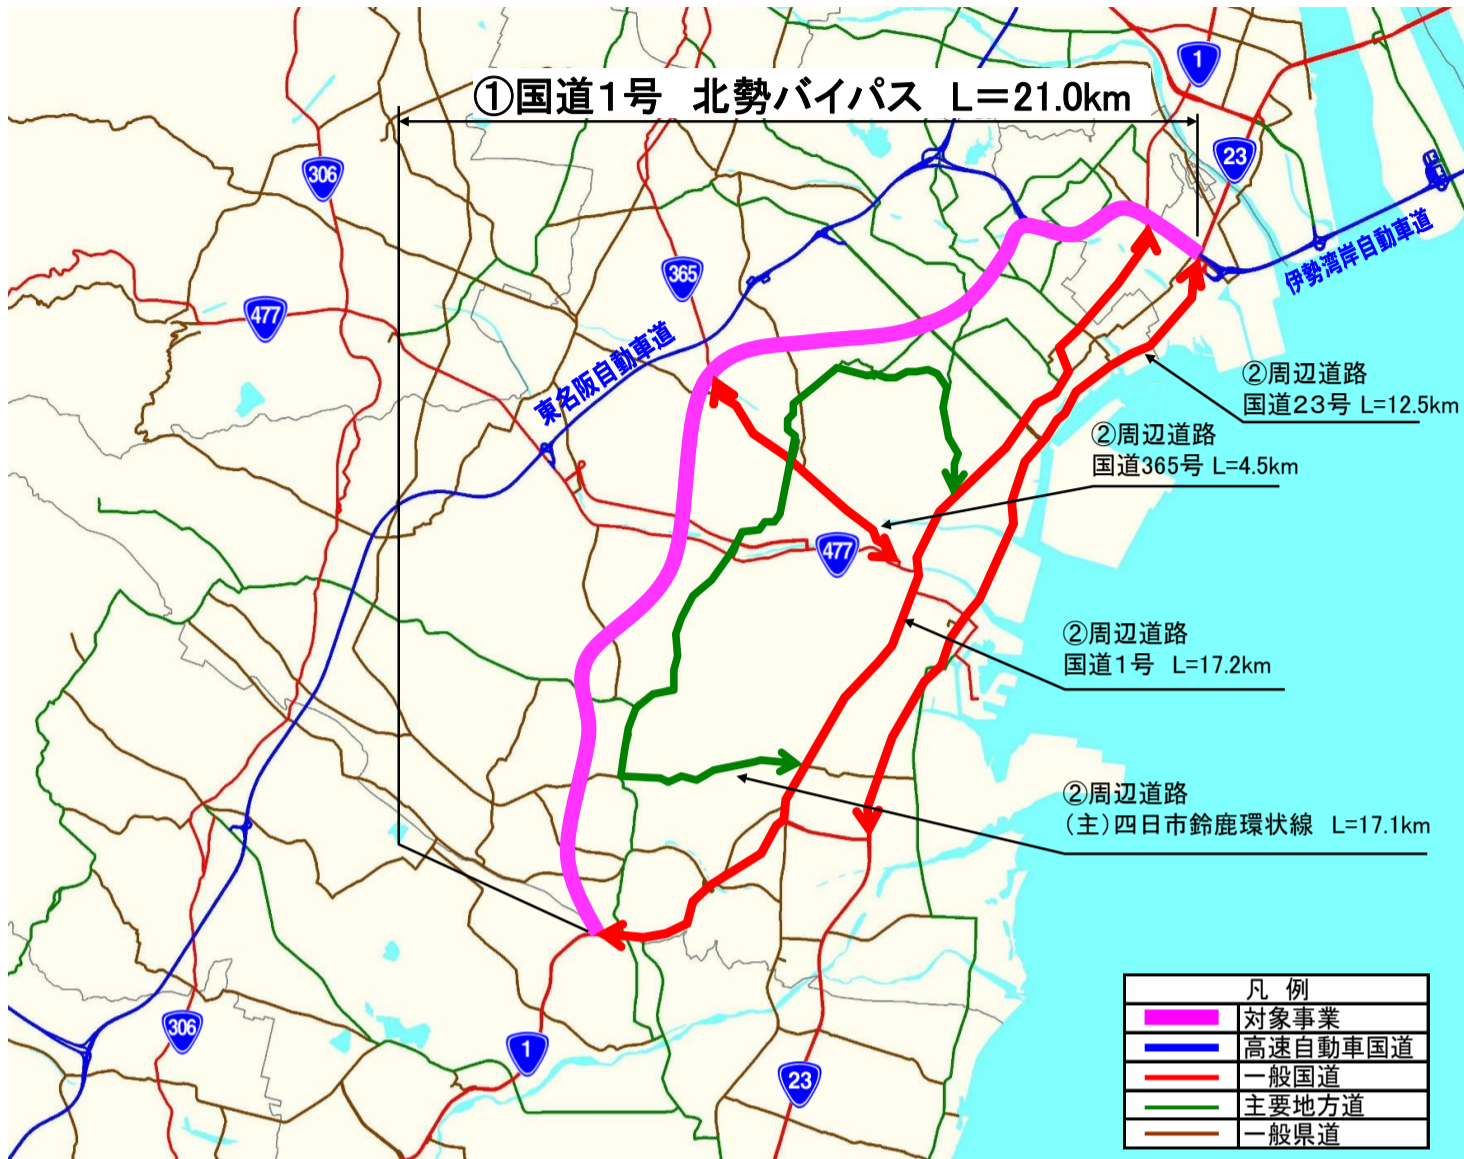 ①国道1号 北勢バイパス L=21.0km
1
23
306
365
477
伊勢湾岸自動車道
東名阪自動車道
②周辺道路
国道23号 L=12.5km
②周辺道路
国道365号 L=4.5km
477
②周辺道路
国道1号 L=17.2km
②周辺道路
(主)四日市鈴鹿環状線 L=17.1km
306
1
23
凡 例
対象事業
高速自動車国道
一般国道
主要地方道
一般県道